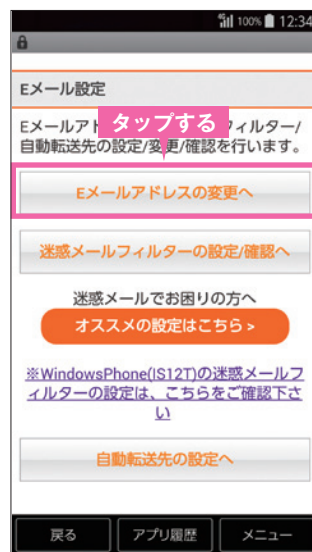 100% 12:34
Eメール設定
タップする
Eメールアド フィルター/
自動転送先の設定/変更/確認を行います。
Eメールアドレスの変更へ
迷惑メールフィルターの設定/確認へ
迷惑メールでお困りの方へ
オススメの設定はこちら >
※WindowsPhone(IS12T)の迷惑メールフ
ィルターの設定は、こちらをご確認下さ
い
自動転送先の設定へ
戻る アプリ履歴 メニュー